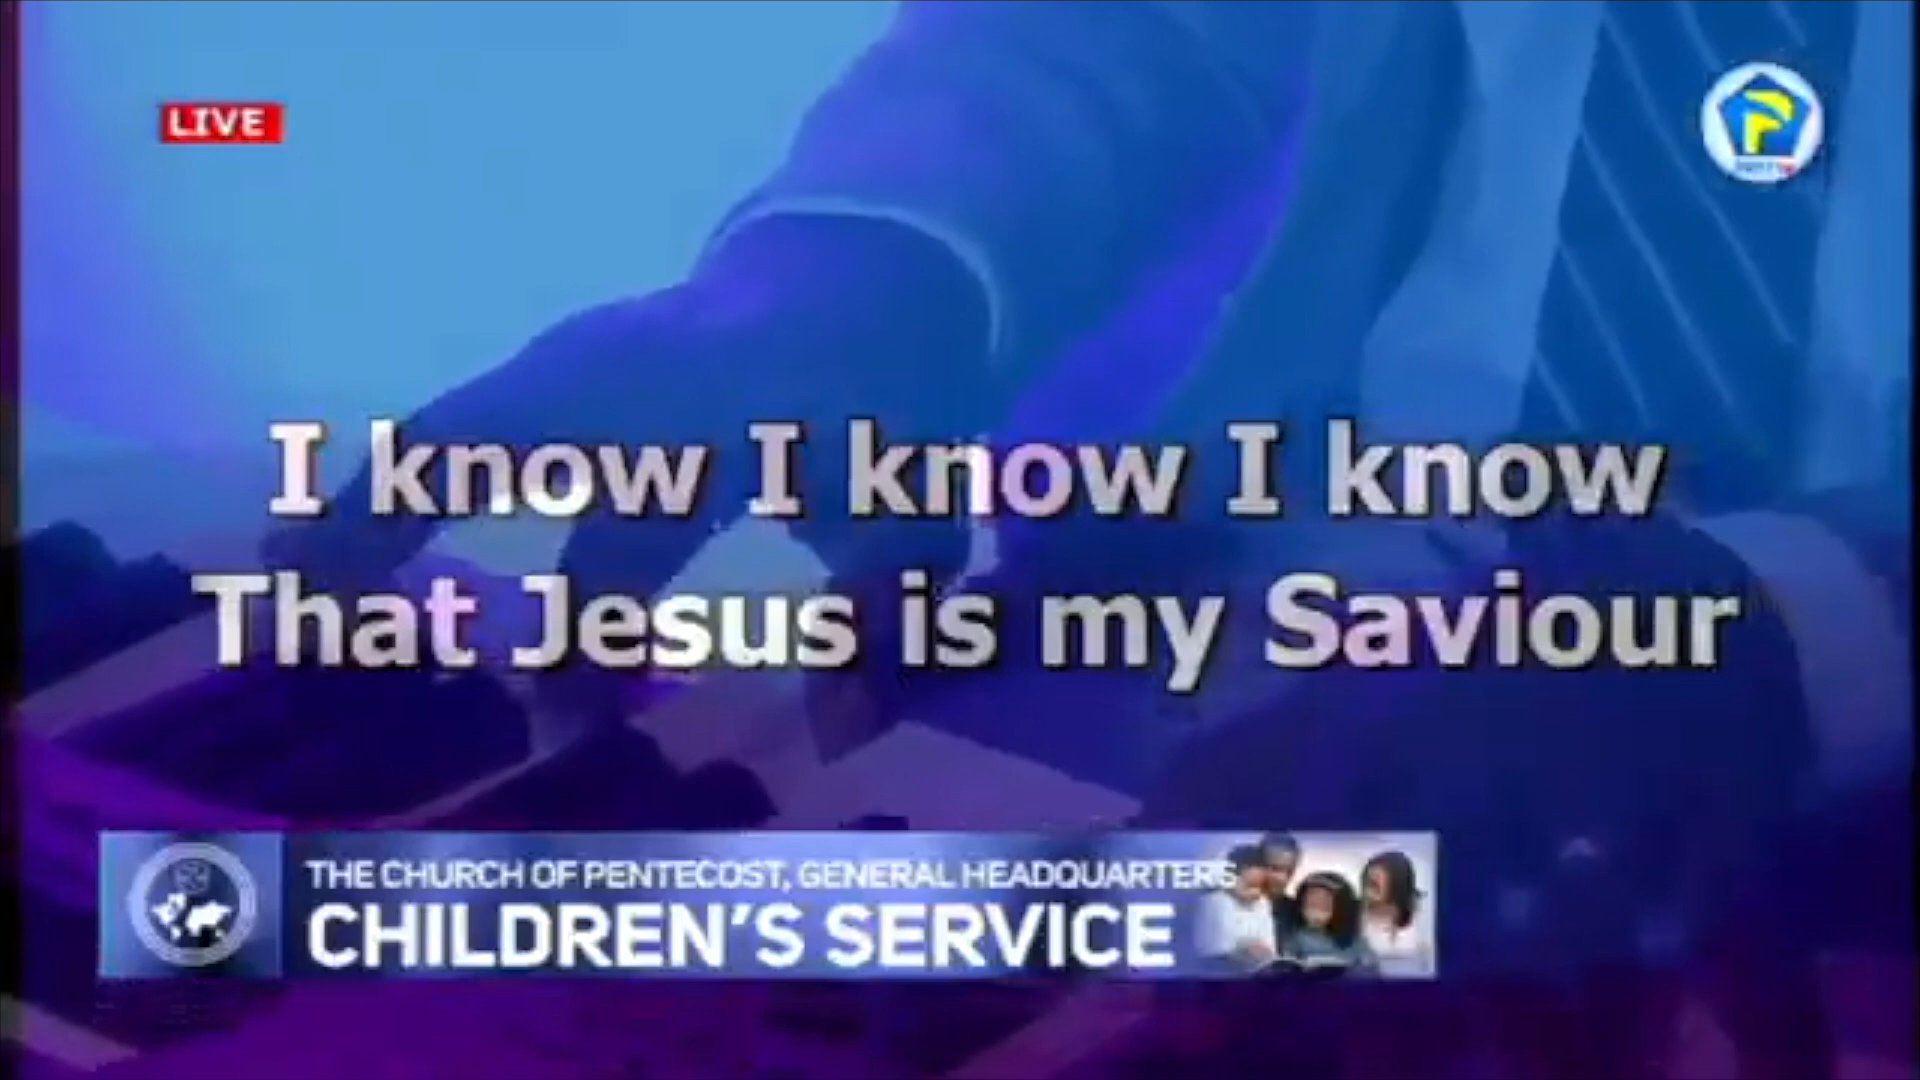 LIVE
I know I know I know
That Jesus is my Saviour
THE CHURCH OF PENTECOST, GENERAL HEADQUARTERS
CHILDREN'S SERVICE